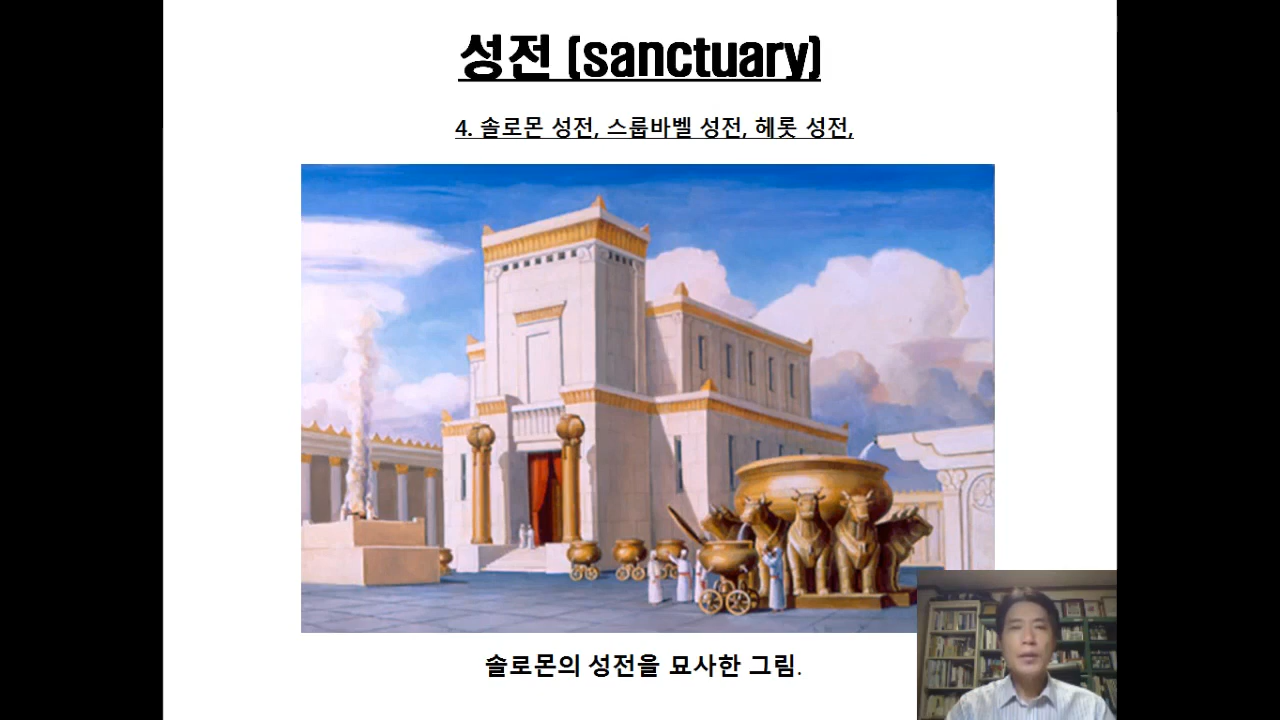 성전 (sanctuary)
4. 솔로몬 성전, 스룹바벨 성전, 헤롯 성전,
솔로몬의 성전을 묘사한 그림.